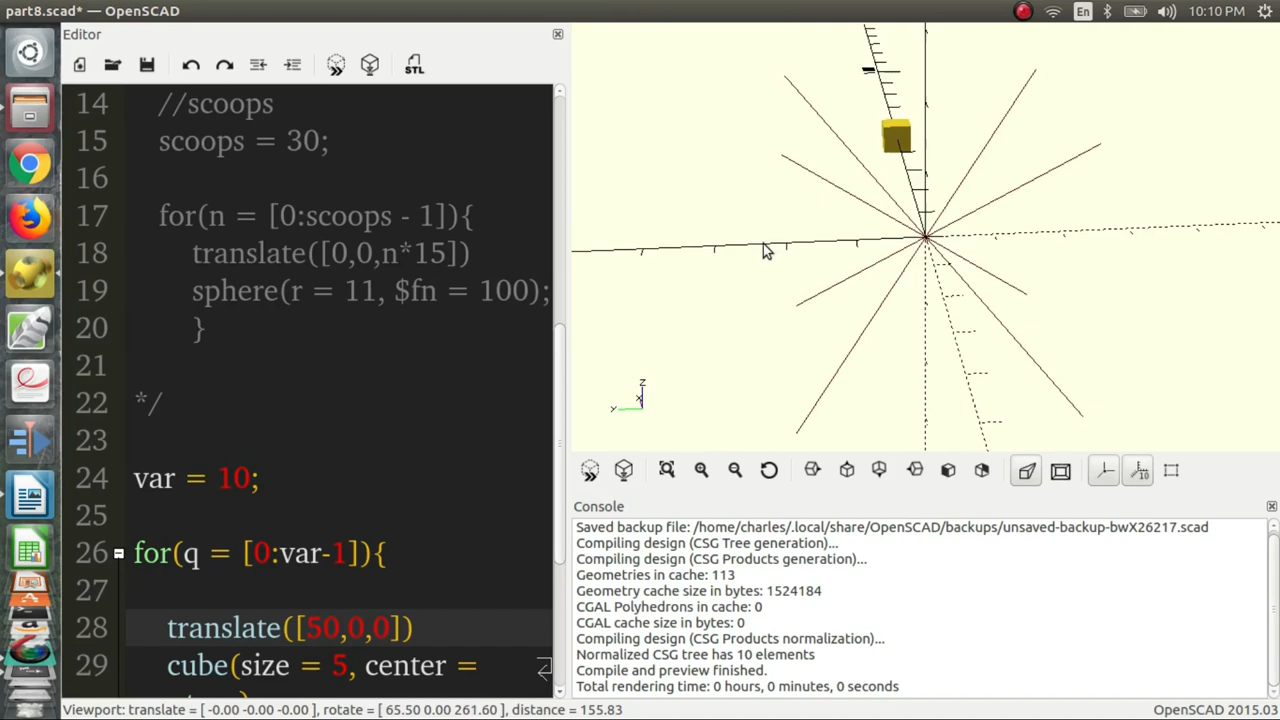 part8.scad* — OpenSCAD
En
10:10 PM
Editor
STL
14 //scoops
15 scoops = 30;
16
17 for(n = [0:scoops - 1]){
18 translate([0,0,n*15])
19 sphere(r = 11, $fn = 100);
20 }
21
22 */
23
24 var = 10;
25
26 for(q = [0:var-1]){
27
28 translate([50,0,0])
29 cube(size = 5, center =
z
x
y
10
Console
Saved backup file: /home/charles/.local/share/OpenSCAD/backups/unsaved-backup-bwX26217.scad
Compiling design (CSG Tree generation)...
Compiling design (CSG Products generation)...
Geometries in cache: 113
Geometry cache size in bytes: 1524184
CGAL Polyhedrons in cache: 0
CGAL cache size in bytes: 0
Compiling design (CSG Products normalization)...
Normalized CSG tree has 10 elements
Compile and preview finished.
Total rendering time: 0 hours, 0 minutes, 0 seconds
Viewport: translate = [ -0.00 -0.00 -0.00 ], rotate = [ 65.50 0.00 261.60 ], distance = 155.83
OpenSCAD 2015.03